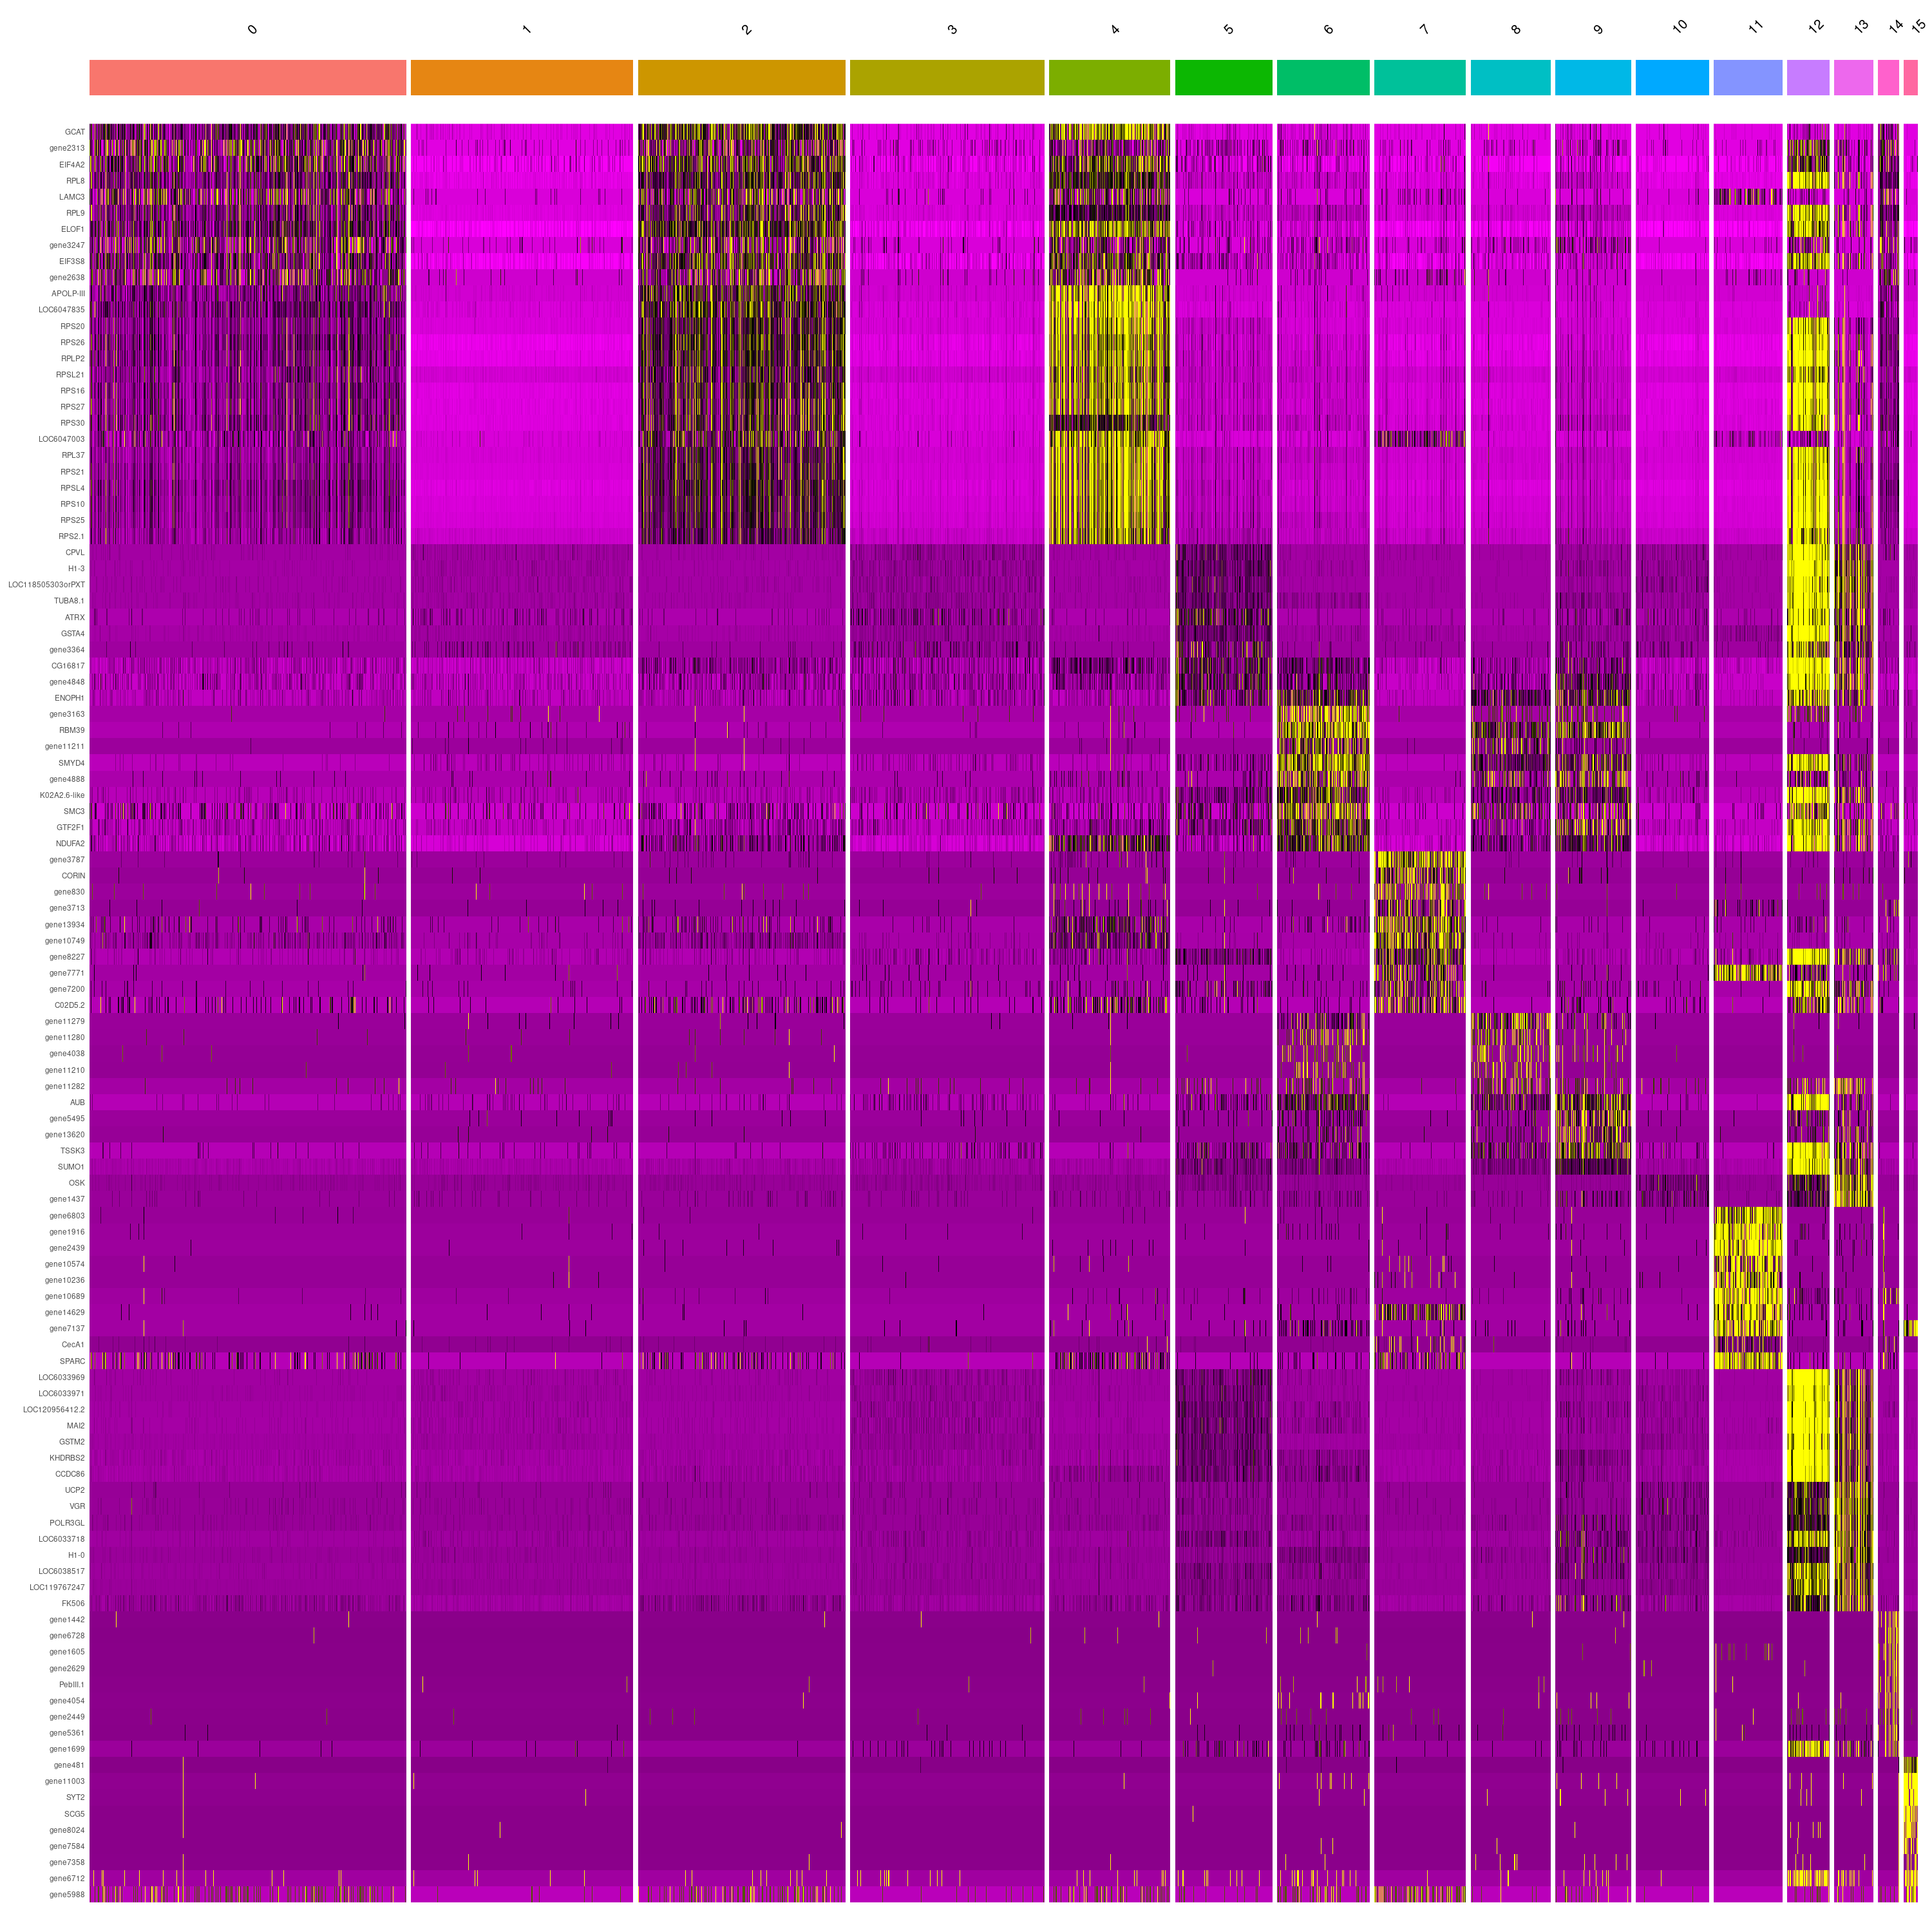 0 1 2 3 4 5 6 7 8 9 10 11 12 13 14 15
GCAT
gene2313
EIF4A2
RPL8
LAMC3
RPL9
ELOF1
gene3247
EIF3S8
gene2638
APOLP-III
LOC6047835
RPS20
RPS26
RPLP2
RPSL21
RPS16
RPS27
RPS30
LOC6047003
RPL37
RPS21
RPSL4
RPS10
RPS25
RPS2.1
CPVL
H1-3
LOC118505303orPXT
TUBA8.1
ATRX
GSTA4
gene3364
CG16817
gene4848
ENOPH1
gene3163
RBM39
gene11211
SMYD4
gene4888
K02A2.6-like
SMC3
GTF2F1
NDUFA2
gene3787
CORIN
gene830
gene3713
gene13934
gene10749
gene8227
gene7771
gene7200
C02D5.2
gene11279
gene11280
gene4038
gene11210
gene11282
AUB
gene5495
gene13620
TSSK3
SUMO1
OSK
gene1437
gene6803
gene1916
gene2439
gene10574
gene10236
gene10689
gene14629
gene7137
CecA1
SPARC
LOC6033969
LOC6033971
LOC120956412.2
MAI2
GSTM2
KHDRBS2
CCDC86
UCP2
VGR
POLR3GL
LOC6033718
H1-0
LOC6038517
LOC119767247
FK506
gene1442
gene6728
gene1605
gene2629
PebIII.1
gene4054
gene2449
gene5361
gene1699
gene481
gene11003
SYT2
SCG5
gene8024
gene7584
gene7358
gene6712
gene5988